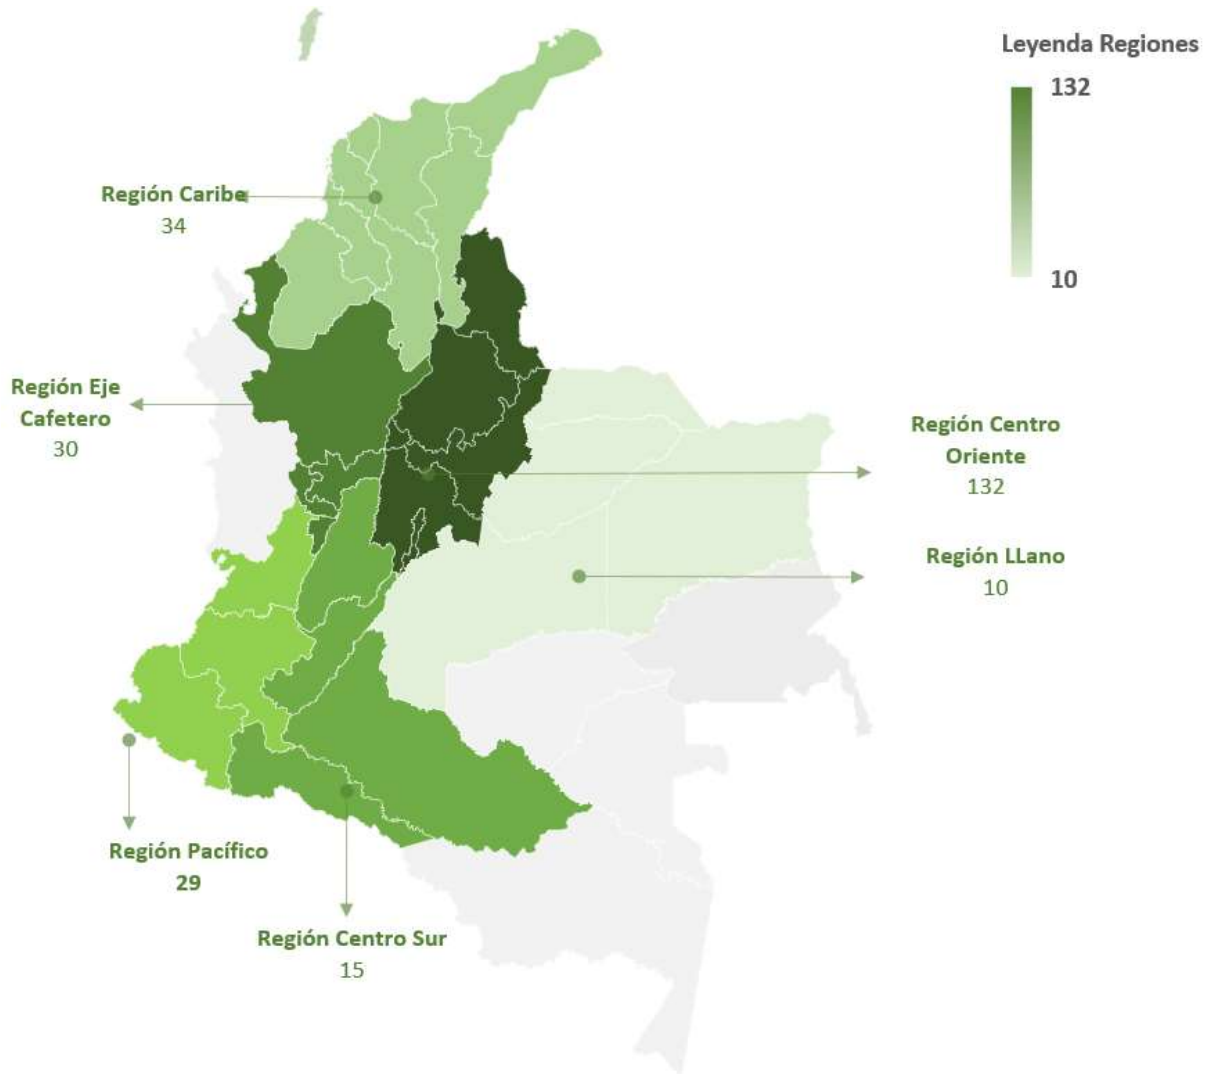 Leyenda Regiones
132
10
Región Caribe
34
Región Eje
Cafetero
30
Región Centro
Oriente
132
Región LLano
10
Región Pacífico
29
Región Centro Sur
15